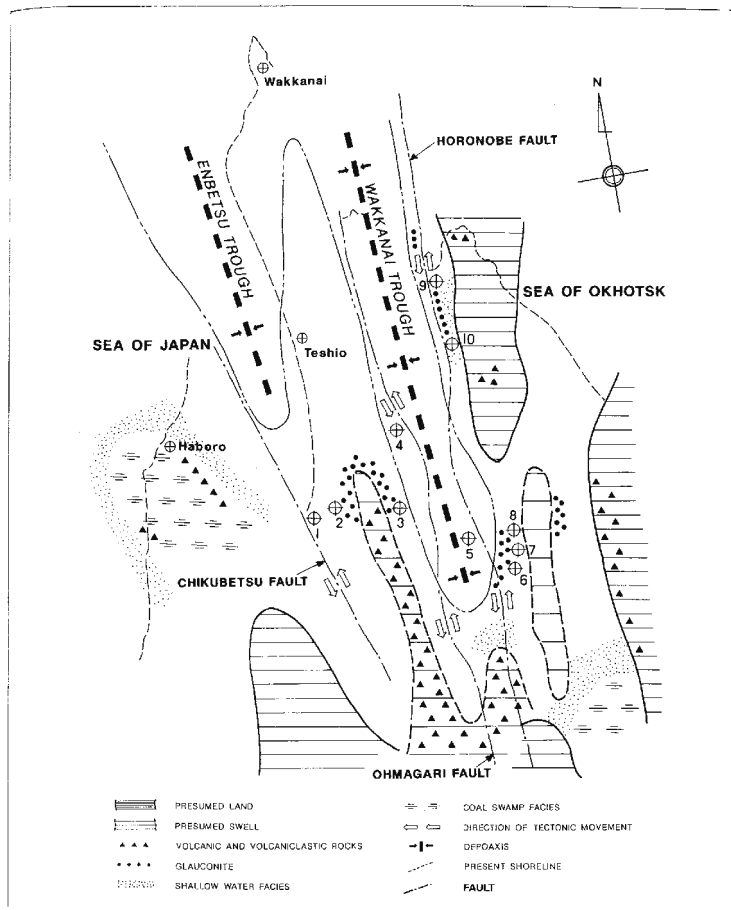 Wakkanai
N
HORONOBE FAULT
ENBETSU TROUGH
WAKKANAI TROUGH
9
SEA OF OKHOTSK
10
SEA OF JAPAN
Teshio
4
Haboro
2
3
8
7
5
6
CHIKUBETSU FAULT
OHMAGARI FAULT
PRESUMED LAND
PRESUMED SWELL
VOLCANIC AND VOLCANICLASTIC ROCKS
GLAUCONITE
SHALLOW WATER FACIES
COAL SWAMP FACIES
DIRECTION OF TECTONIC MOVEMENT
DEPOAXIS
PRESENT SHORELINE
FAULT